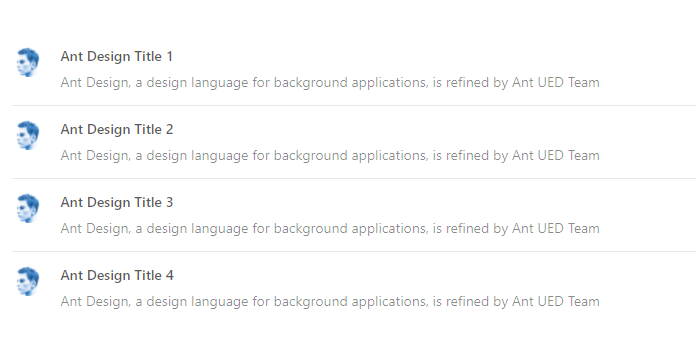 Ant Design Title 1
Ant Design, a design language for background applications, is refined by Ant UED Team
Ant Design Title 2
Ant Design, a design language for background applications, is refined by Ant UED Team
Ant Design Title 3
Ant Design, a design language for background applications, is refined by Ant UED Team
Ant Design Title 4
Ant Design, a design language for background applications, is refined by Ant UED Team